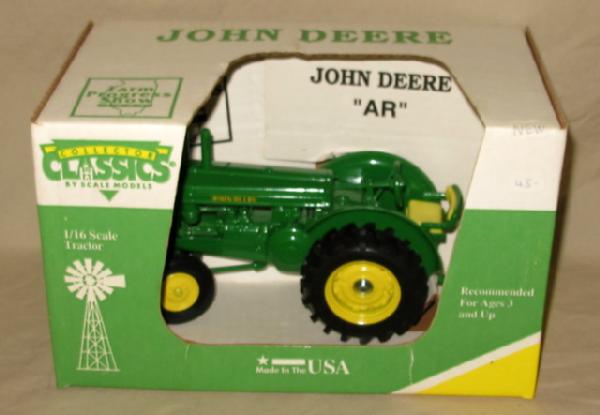 JOHN DEERE
Farm
Progress
Show
JOHN DEERE
"AR"
NEW
45-
COLLECTOR
CLASSICS
BY SCALE MODELS
JOHN DEERE
1/16 Scale
Tractor
Recommended
For Ages 3
and Up
Made In The USA